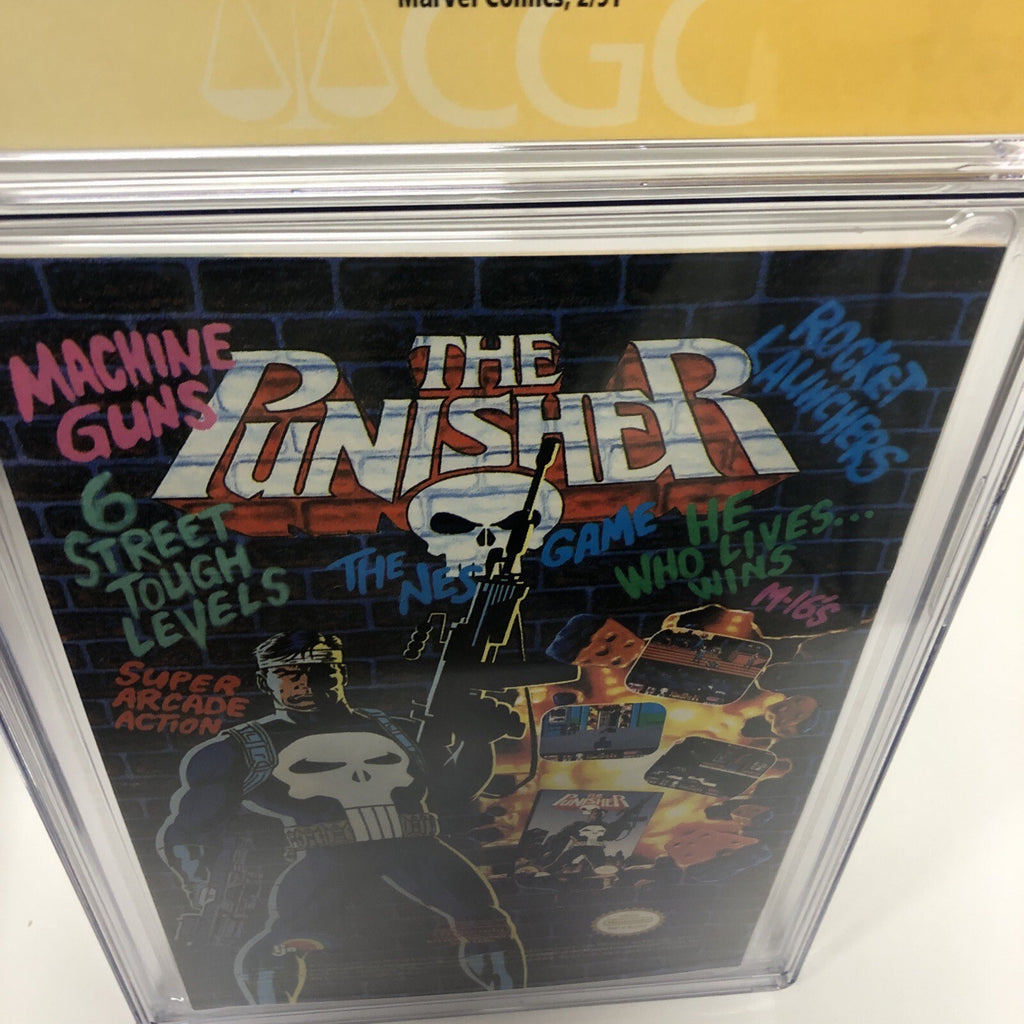 Marvel Comics, 2/91
CGC
MACHINE
GUNS
THE
PUNISHER
ROCKET
LAUNCHERS
6
STREET
TOUGH
LEVELS
THE
NES
GAME
HE
LIVES...
WHO
WINS
M-16'S
SUPER
ARCADE
ACTION
THE
PUNISHER